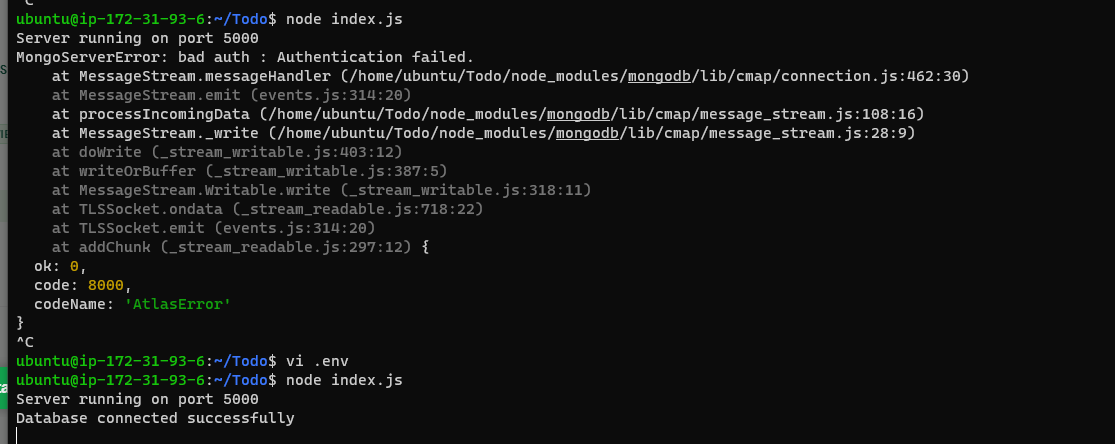 ^C
ubuntu@ip-172-31-93-6:~/Todo$ node index.js
Server running on port 5000
MongoServerError: bad auth : Authentication failed.
    at MessageStream.messageHandler (/home/ubuntu/Todo/node_modules/mongodb/lib/cmap/connection.js:462:30)
    at MessageStream.emit (events.js:314:20)
    at processIncomingData (/home/ubuntu/Todo/node_modules/mongodb/lib/cmap/message_stream.js:108:16)
    at MessageStream._write (/home/ubuntu/Todo/node_modules/mongodb/lib/cmap/message_stream.js:28:9)
    at doWrite (_stream_writable.js:403:12)
    at writeOrBuffer (_stream_writable.js:387:5)
    at MessageStream.Writable.write (_stream_writable.js:318:11)
    at TLSSocket.ondata (_stream_readable.js:718:22)
    at TLSSocket.emit (events.js:314:20)
    at addChunk (_stream_readable.js:297:12) {
  ok: 0,
  code: 8000,
  codeName: 'AtlasError'
}
^C
ubuntu@ip-172-31-93-6:~/Todo$ vi .env
ubuntu@ip-172-31-93-6:~/Todo$ node index.js
Server running on port 5000
Database connected successfully